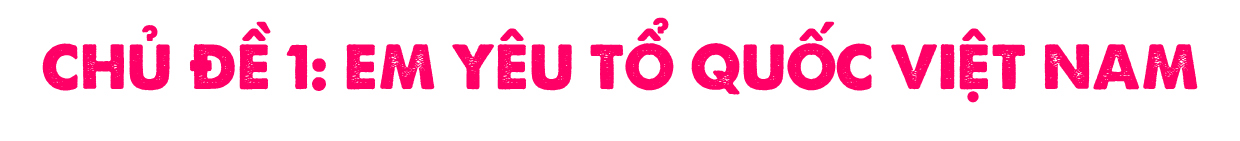 CHỦ ĐỀ 1: EM YÊU TỔ QUỐC VIỆT NAM